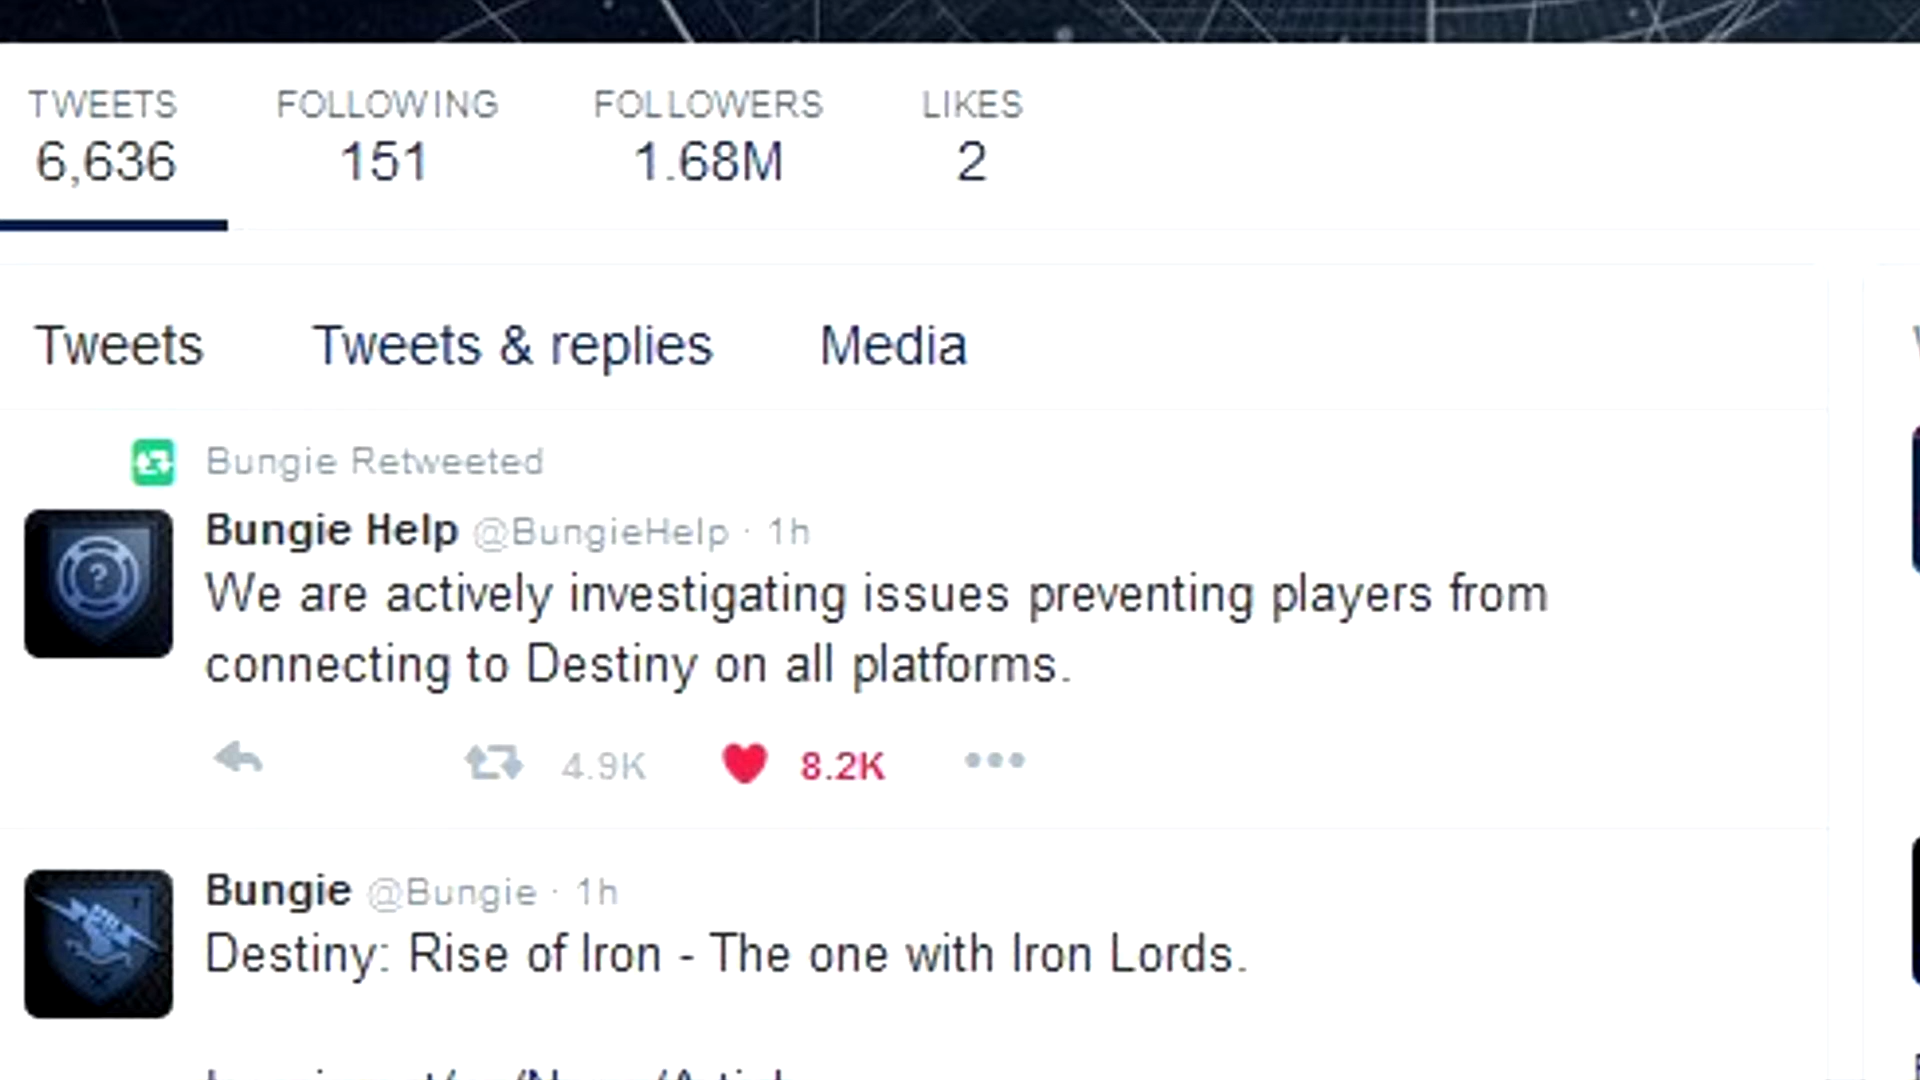 TWEETS FOLLOWING FOLLOWERS LIKES
6,636 151 1.68M 2
Tweets Tweets & replies Media
Bungie Retweeted
Bungie Help @BungieHelp · 1h
We are actively investigating issues preventing players from
connecting to Destiny on all platforms.
4.9K 8.2K
Bungie @Bungie · 1h
Destiny: Rise of Iron - The one with Iron Lords.